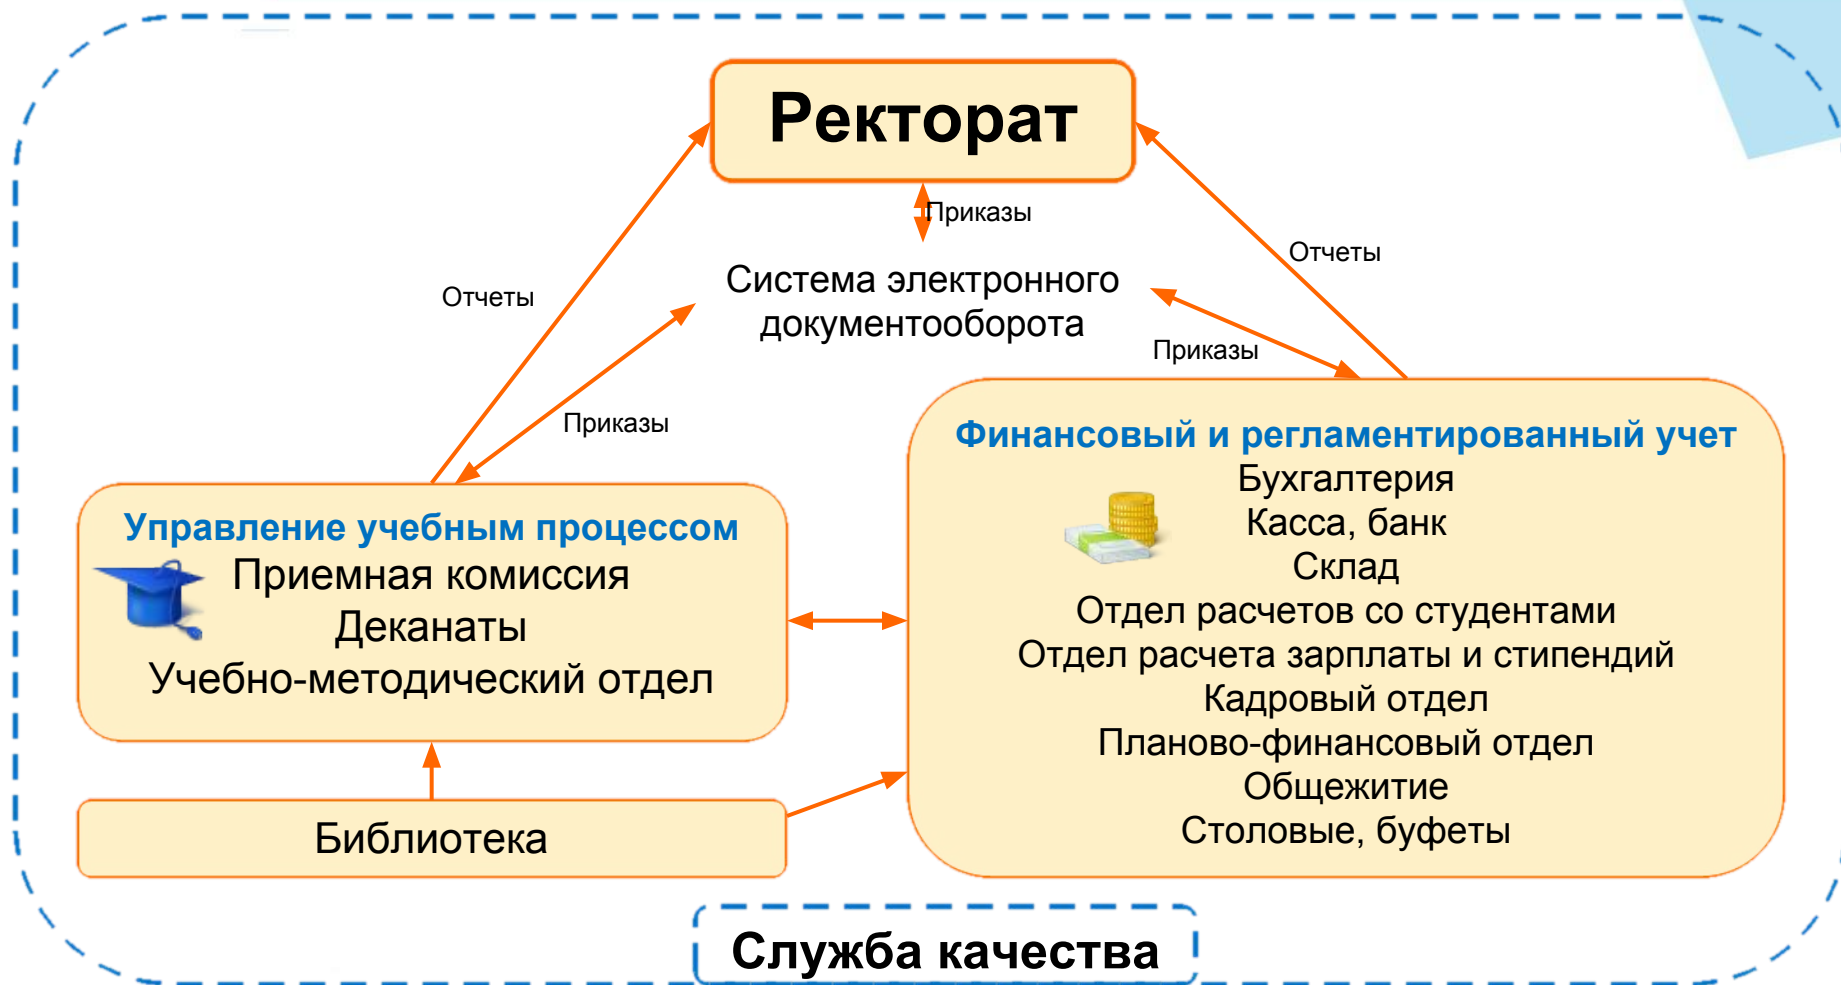 Ректорат
Приказы
Отчеты
Отчеты
Система электронного
документооборота
Приказы
Приказы
Управление учебным процессом
Приемная комиссия
Деканаты
Учебно-методический отдел
Финансовый и регламентированный учет
Бухгалтерия
Касса, банк
Склад
Отдел расчетов со студентами
Отдел расчета зарплаты и стипендий
Кадровый отдел
Планово-финансовый отдел
Общежитие
Столовые, буфеты
Библиотека
Служба качества